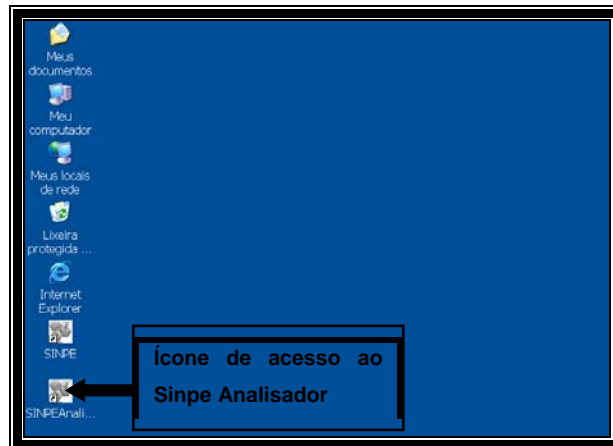 Meus
documentos
Meu
computador
Meus locais
de rede
Lixeira
protegida ...
Internet
Explorer
SINPE
SINPEAnali...
Ícone de acesso ao
Sinpe Analisador